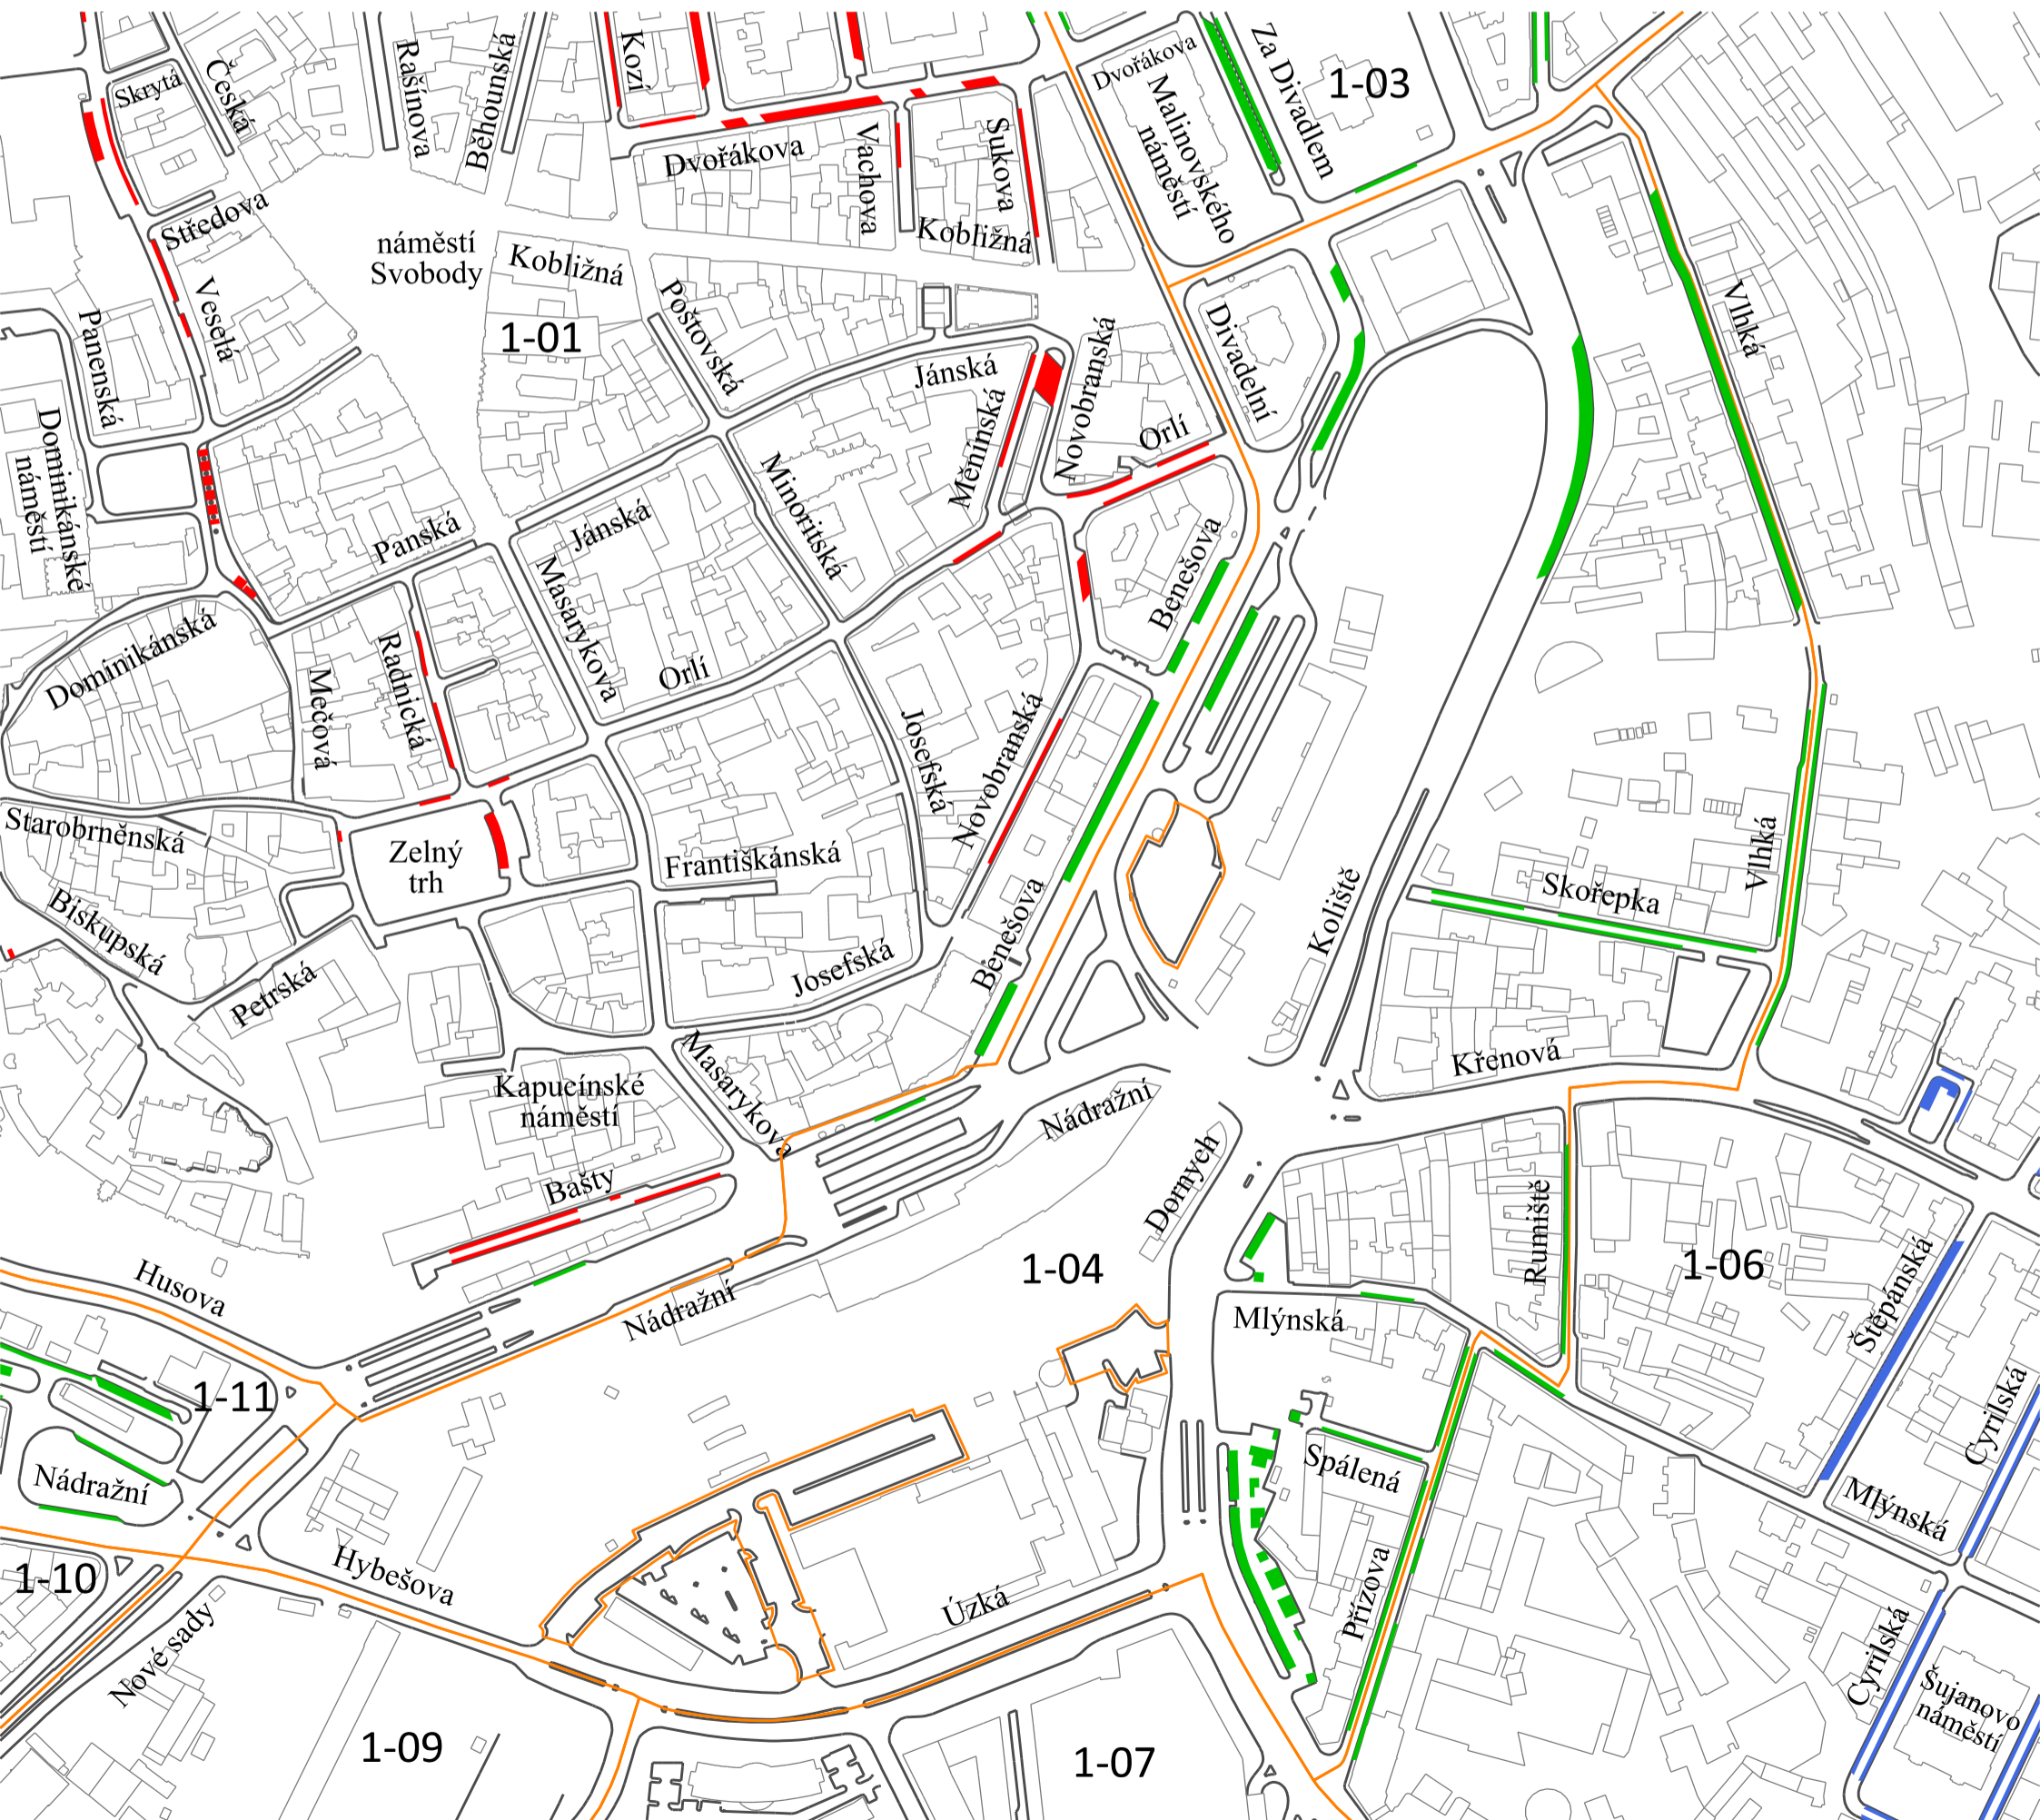 Skrytá
Česká
Rašínova
Běhounská
Kozí
Dvořákova
Za Divadlem
1-03
Malinovského
náměstí
Dvořákova
Vachova
Sukova
Středova
náměstí
Svobody
Kobližná
Kobližná
Veselá
Panenská
1-01
Poštovská
Jánská
Novobranská
Divadelní
Vlhká
Dominikánské
náměstí
Měnínská
Orlí
Panská
Jánská
Minoritská
Benešova
Masarykova
Dominikánská
Radnická
Mečová
Orlí
Josefská
Novobranská
Starobrněnská
Zelný
trh
Františkánská
Vlhká
Skořepka
Koliště
Biskupská
Petrská
Josefská
Benešova
Křenová
Kapucínské
náměstí
Masarykova
Nádražní
Bašty
Dornych
Rumiště
1-04
1-06
Štěpánská
Husova
Nádražní
Mlýnská
Cyrilská
1-11
Nádražní
Spálená
Mlýnská
1-10
Hybešova
Úzká
Přízova
Nové sady
Cyrilská
Šujanovo
náměstí
1-09
1-07